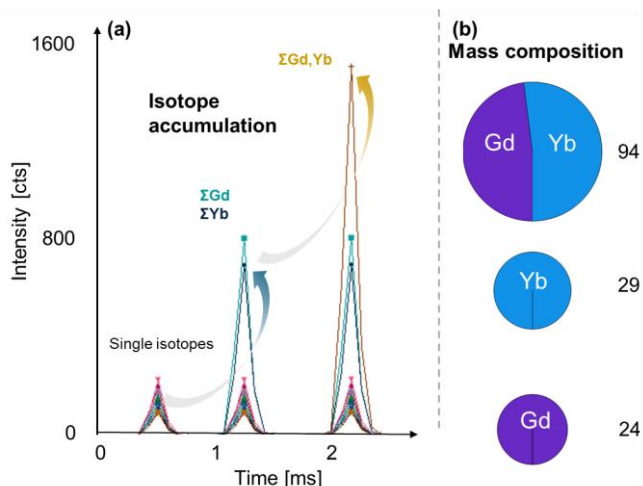 (a)
1600
ΣGd,Yb
Isotope
accumulation
ΣGd
ΣYb
Intensity [cts]
800
Single isotopes
0
0
1
2
Time [ms]
(b)
Mass composition
Gd
Yb
94
Yb
29
Gd
24